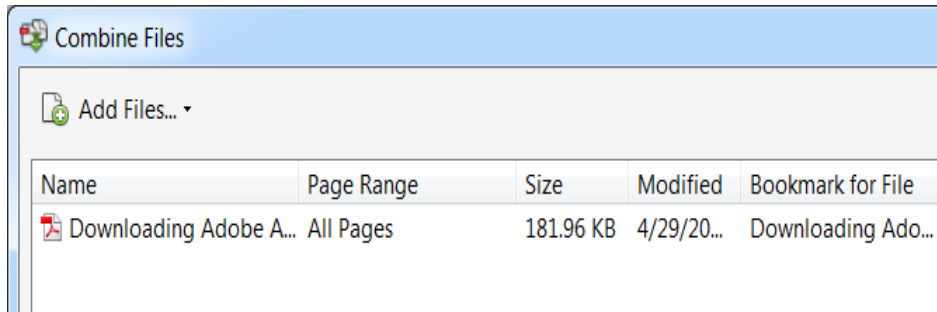 Combine Files
Add Files...
Name Page Range Size Modified Bookmark for File
Downloading Adobe A... All Pages 181.96 KB 4/29/20... Downloading Ado...